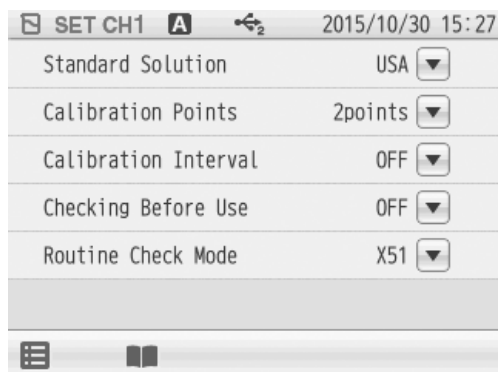 SET CH1 A 2 2015/10/30 15:27
Standard Solution USA
Calibration Points 2points
Calibration Interval OFF
Checking Before Use OFF
Routine Check Mode X51